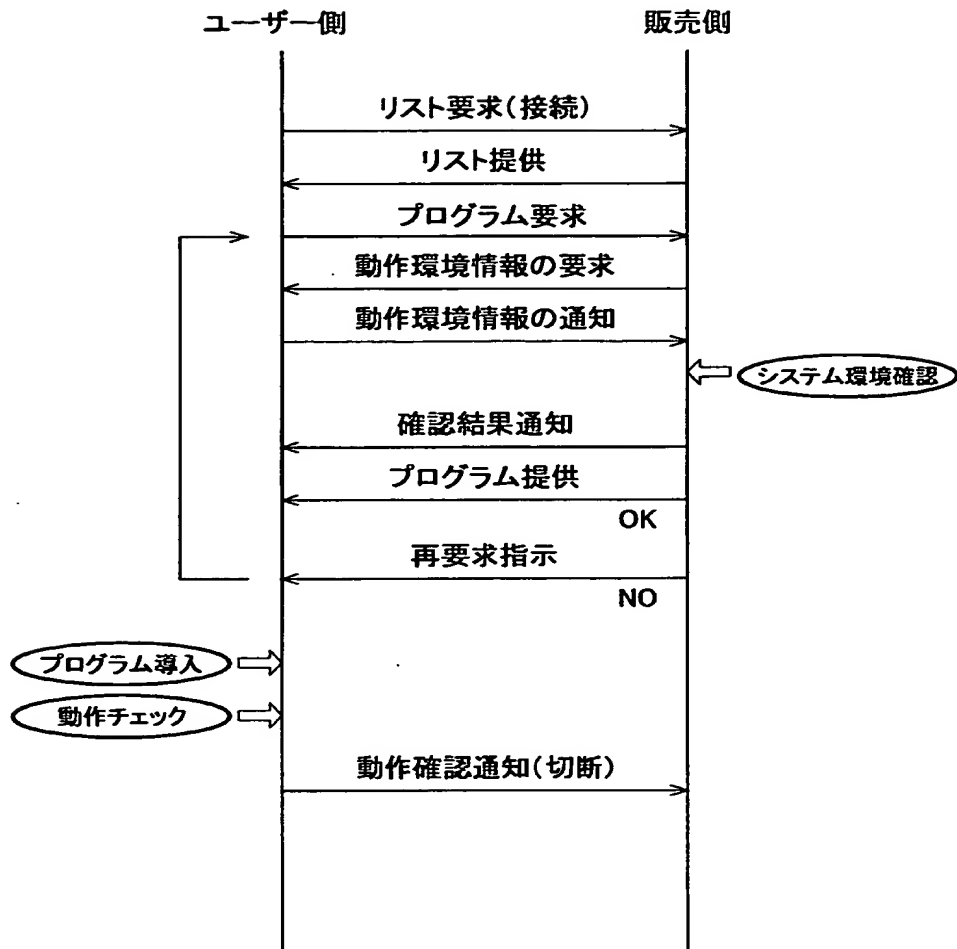 ユーザー側
販売側
リスト要求(接続)
リスト提供
プログラム要求
動作環境情報の要求
動作環境情報の通知
システム環境確認
確認結果通知
プログラム提供
OK
再要求指示
NO
プログラム導入
動作チェック
動作確認通知(切断)